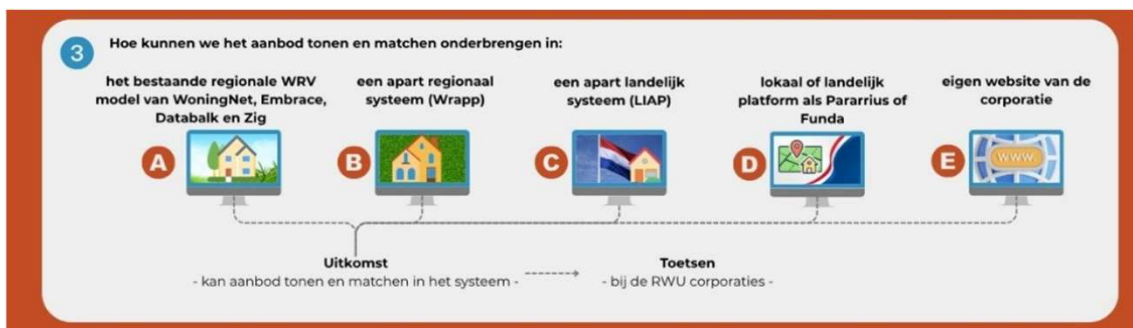 3
Hoe kunnen we het aanbod tonen en matchen onderbrengen in:
het bestaande regionale WRV
model van WoningNet, Embrace,
Databalk en Zig
een apart regionaal
systeem (Wrapp)
een apart landelijk
systeem (LIAP)
lokaal of landelijk
platform als Pararrius of
Funda
eigen website van de
corporatie
A
B
C
D
E
WWW.
Uitkomst
- kan aanbod tonen en matchen in het systeem -
Toetsen
- bij de RWU corporaties -